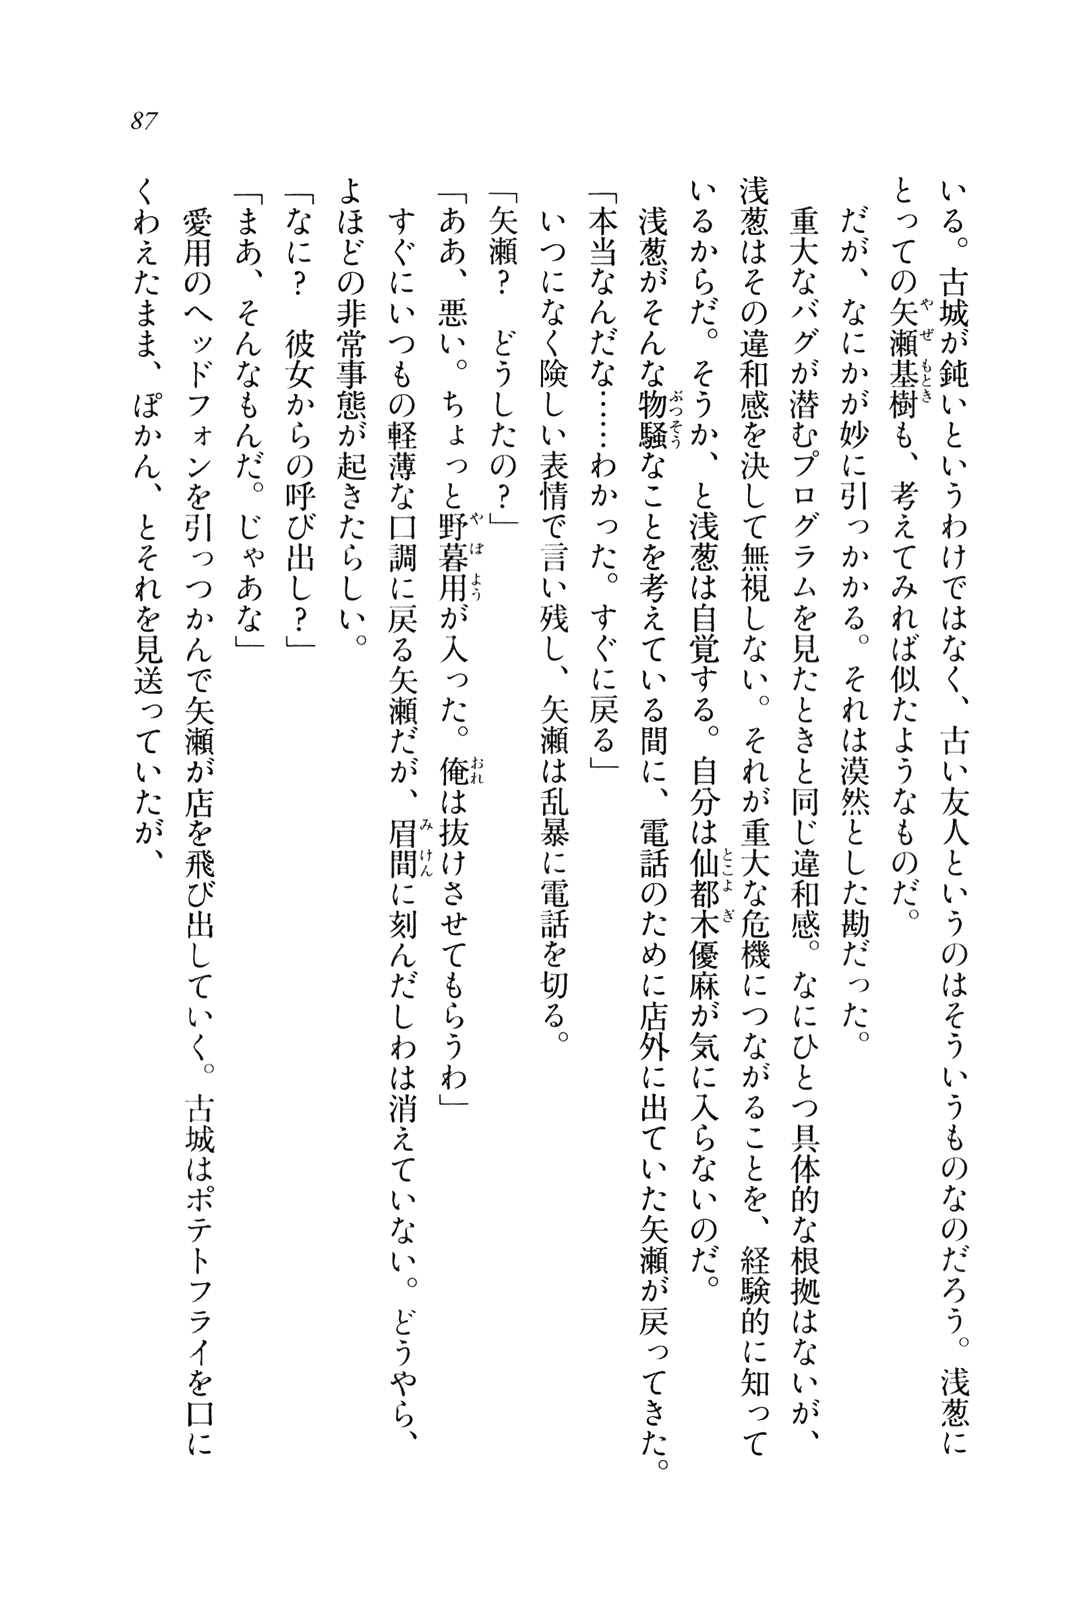 87
いる。古城が鈍いというわけではなく、古い友人というのはそういうものなのだろう。浅葱に
とっての矢瀬基樹も、考えてみれば似たようなものだ。
だが、なにかが妙に引っかかる。それは漠然とした勘だった。
重大なバグが潜むプログラムを見たときと同じ違和感。なにひとつ具体的な根拠はないが、
浅葱はその違和感を決して無視しない。それが重大な危機につながることを、経験的に知って
いるからだ。そうか、と浅葱は自覚する。自分は仙都木優麻が気に入らないのだ。
浅葱がそんな物騒なことを考えている間に、電話のために店外に出ていた矢瀬が戻ってきた。
「本当なんだな……わかった。すぐに戻る」
いつになく険しい表情で言い残し、矢瀬は乱暴に電話を切る。
「矢瀬？　どうしたの？」
「ああ、悪い。ちょっと野暮用が入った。俺は抜けさせてもらうわ」
すぐにいつもの軽薄な口調に戻る矢瀬だが、眉間に刻んだしわは消えていない。どうやら、
よほどの非常事態が起きたらしい。
「なに？　彼女からの呼び出し？」
「まあ、そんなもんだ。じゃあな」
愛用のヘッドフォンを引っつかんで矢瀬が店を飛び出していく。古城はポテトフライを口に
くわえたまま、ぽかん、とそれを見送っていたが、